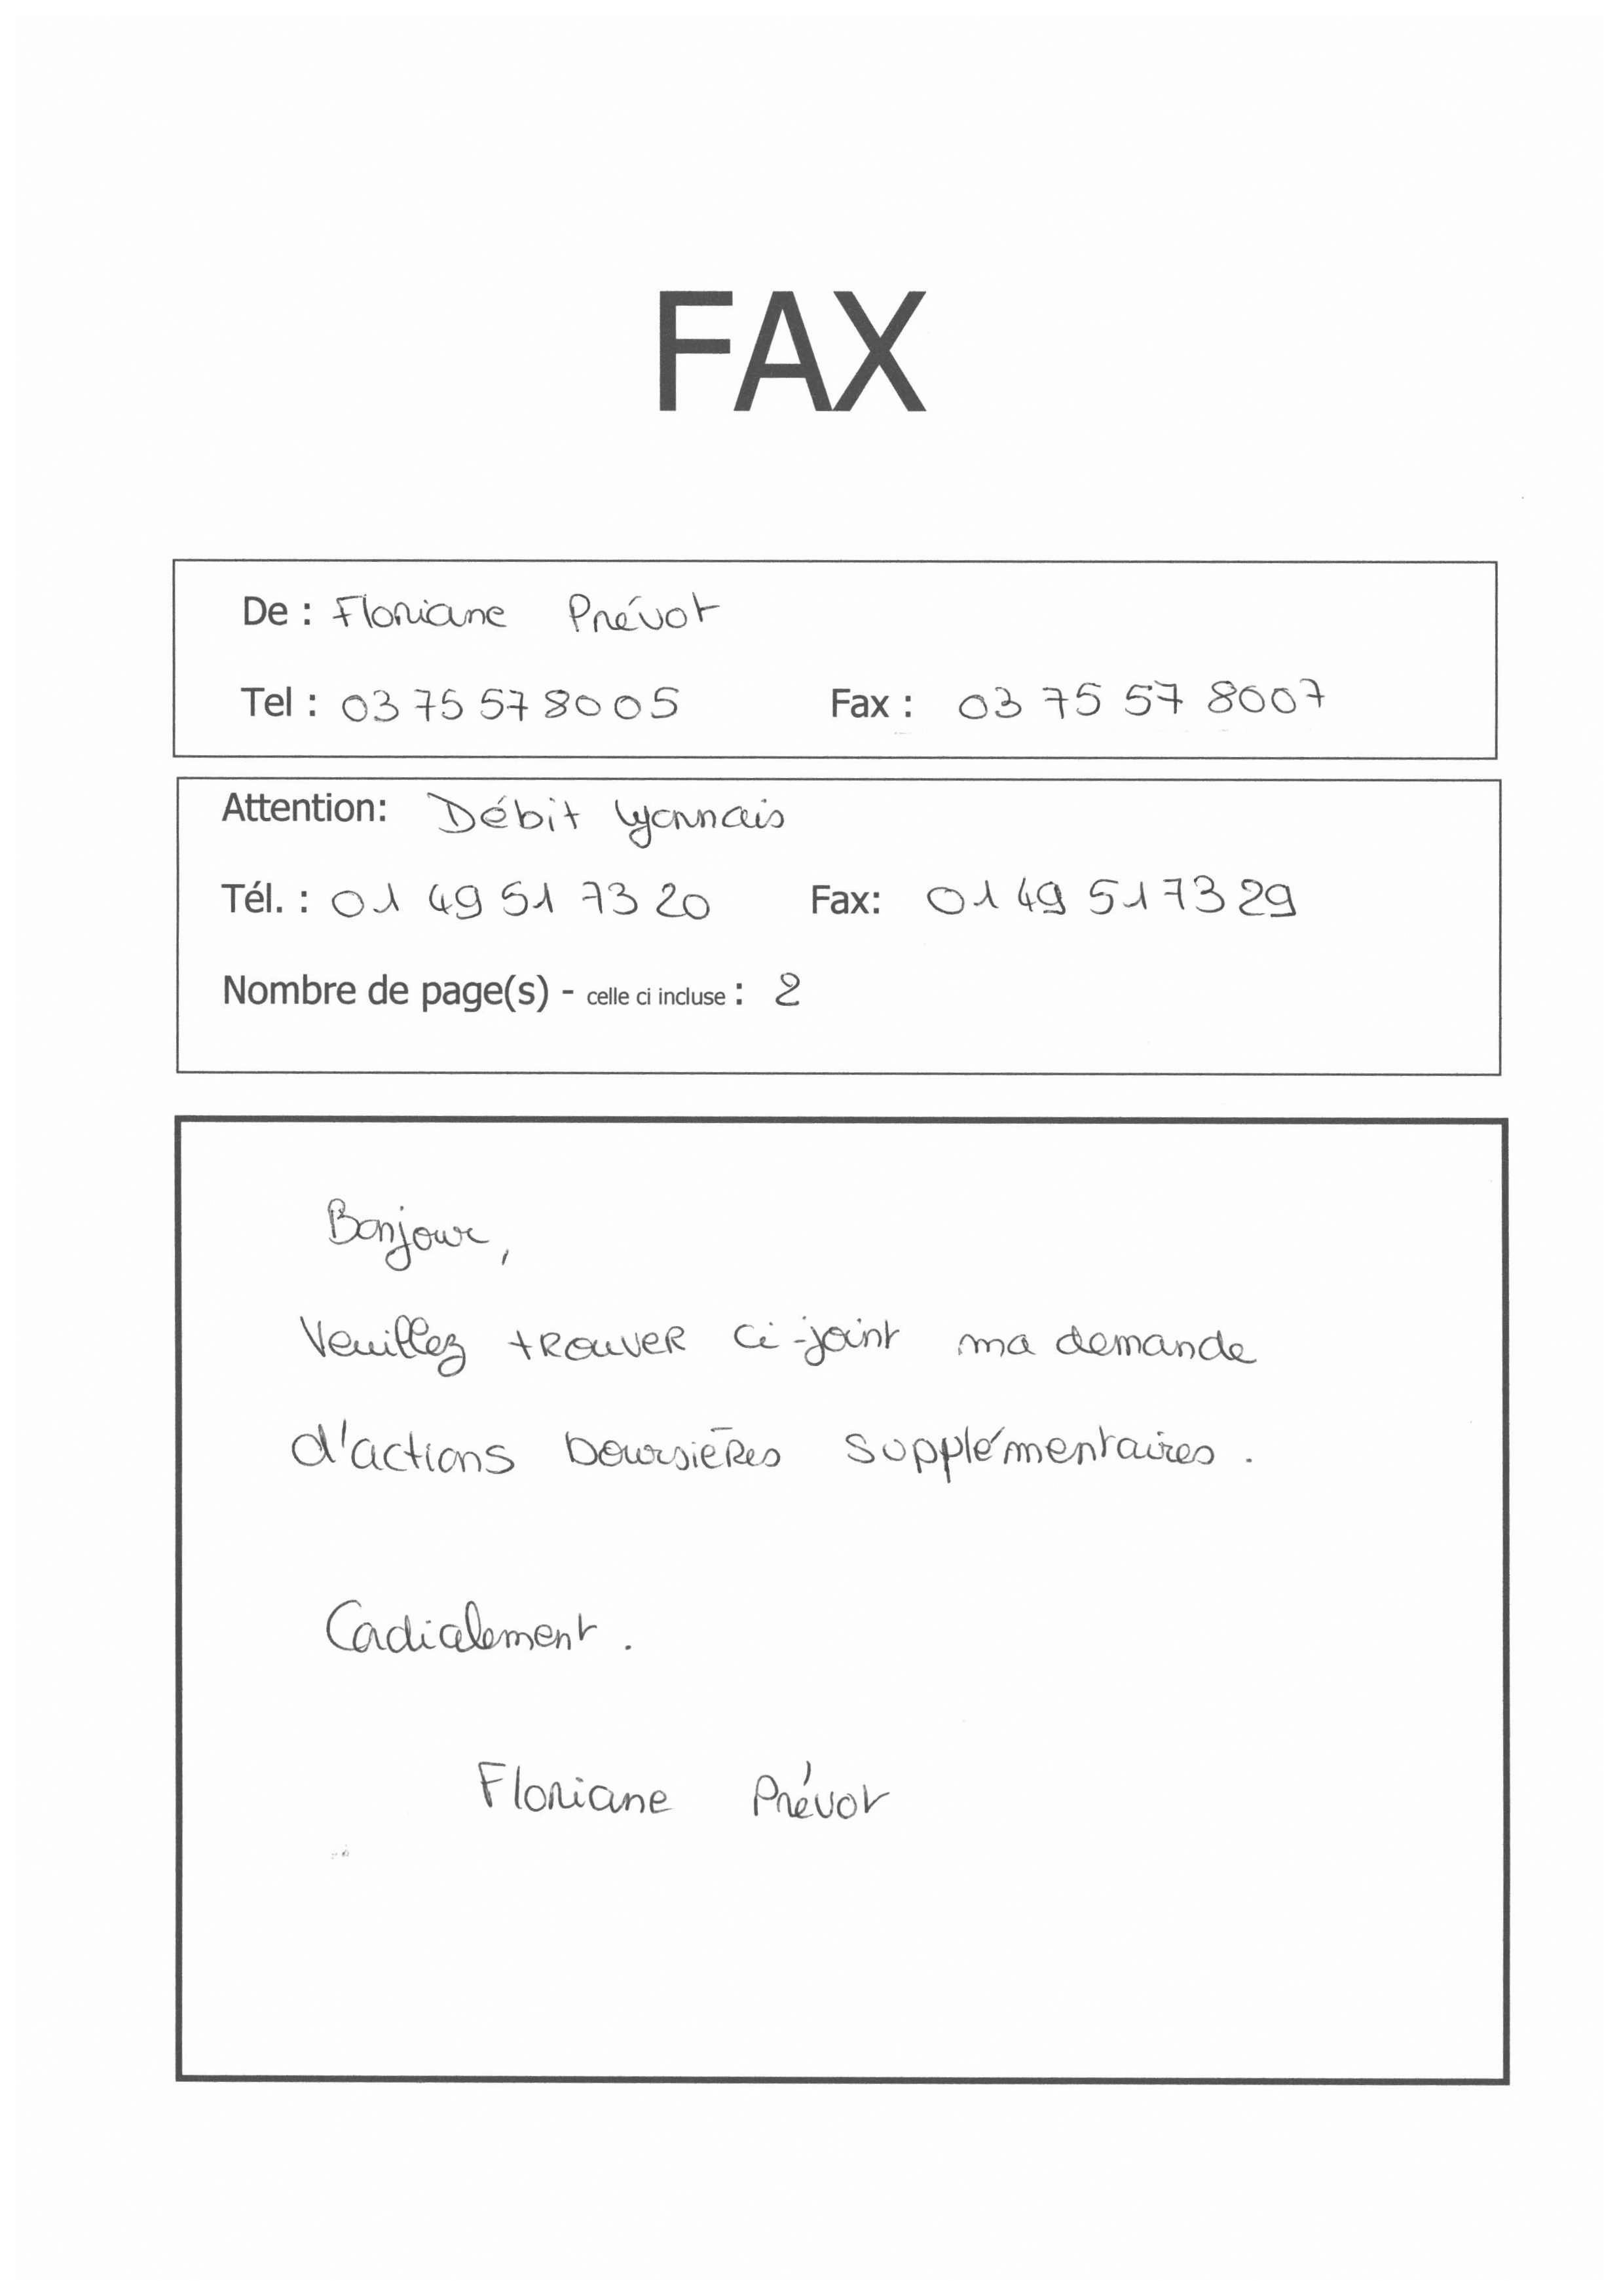 FAX
De : Floriane Prévot
Tel : 03 75 57 80 05 Fax : 03 75 57 8007
Attention: Débit lyonnais
Tél. : 01 49 51 73 20 Fax: 01 49 51 73 29
Nombre de page(s) - celle ci incluse : 2
Bonjour,
Veuillez trouver ci-joint ma demande
d'actions boursières supplémentaires.
Cordialement.
Floriane Prévot